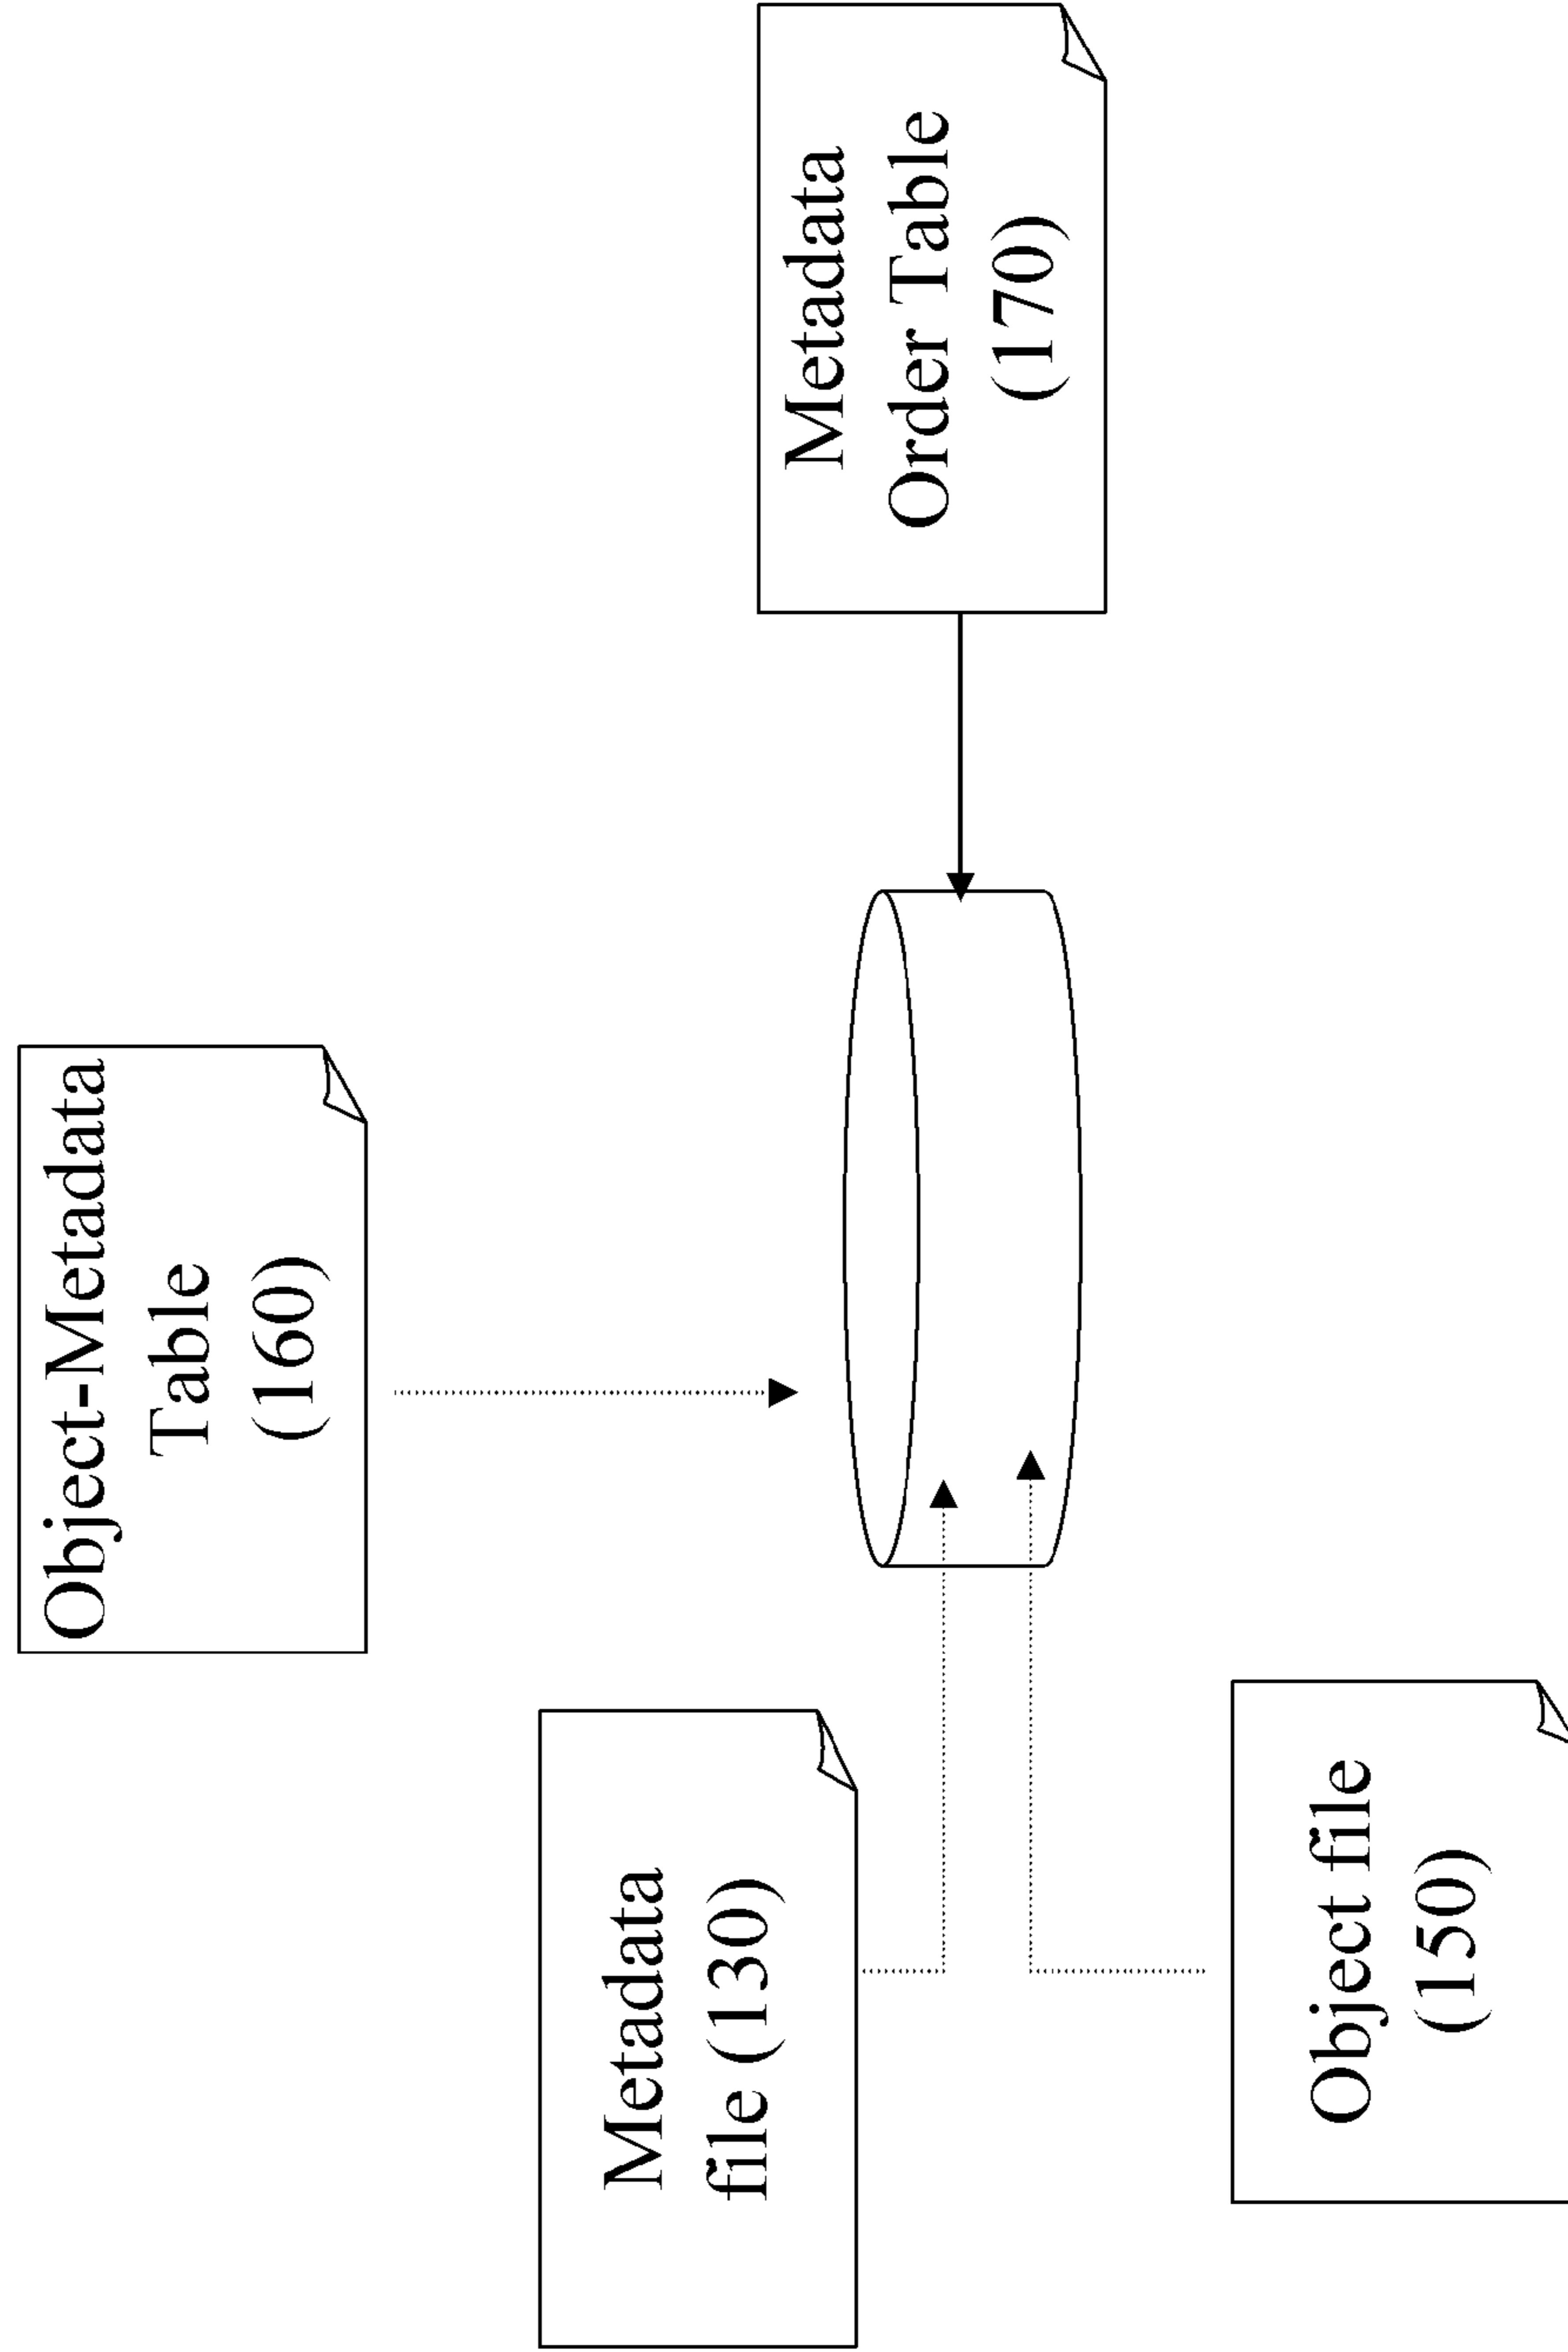 Object-Metadata
Table
(160)
Metadata
file (130)
Metadata
Order Table
(170)
Object file
(150)